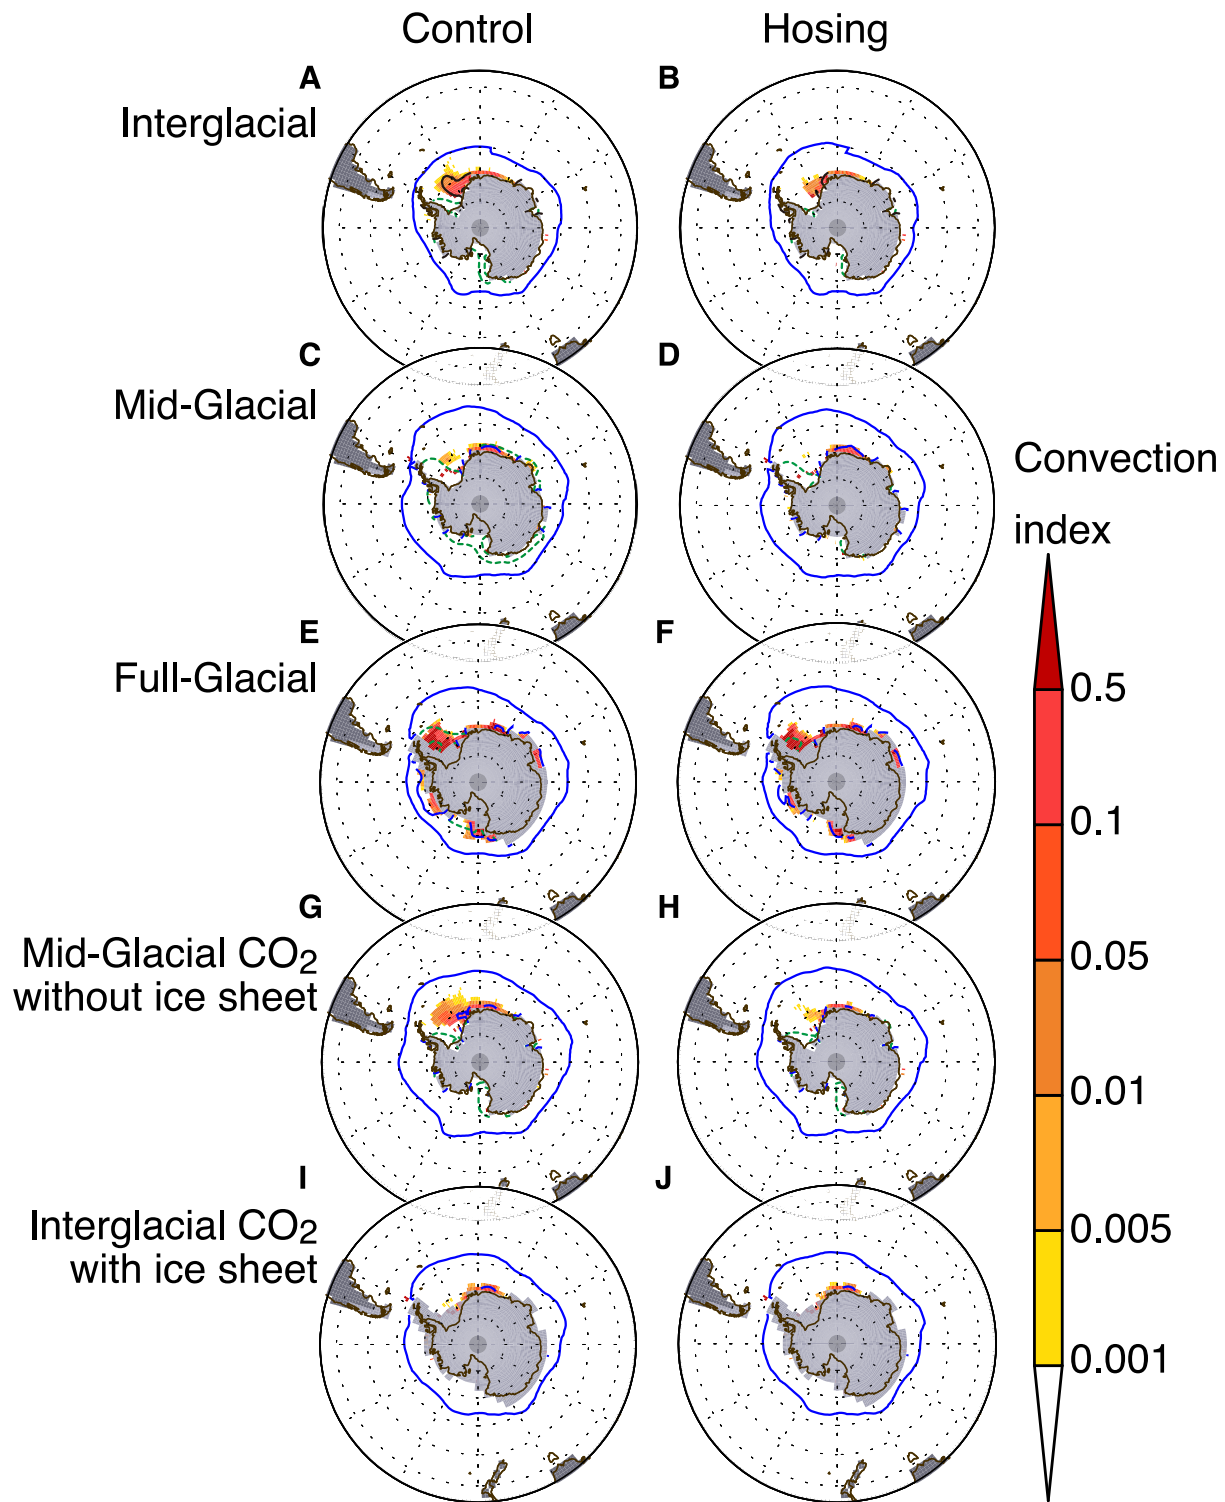 Control
Hosing
A
B
Interglacial
C
D
Mid-Glacial
Convection
index
E
F
Full-Glacial
0.5
0.1
G
H
Mid-Glacial CO₂
without ice sheet
0.05
0.01
I
J
Interglacial CO₂
with ice sheet
0.005
0.001